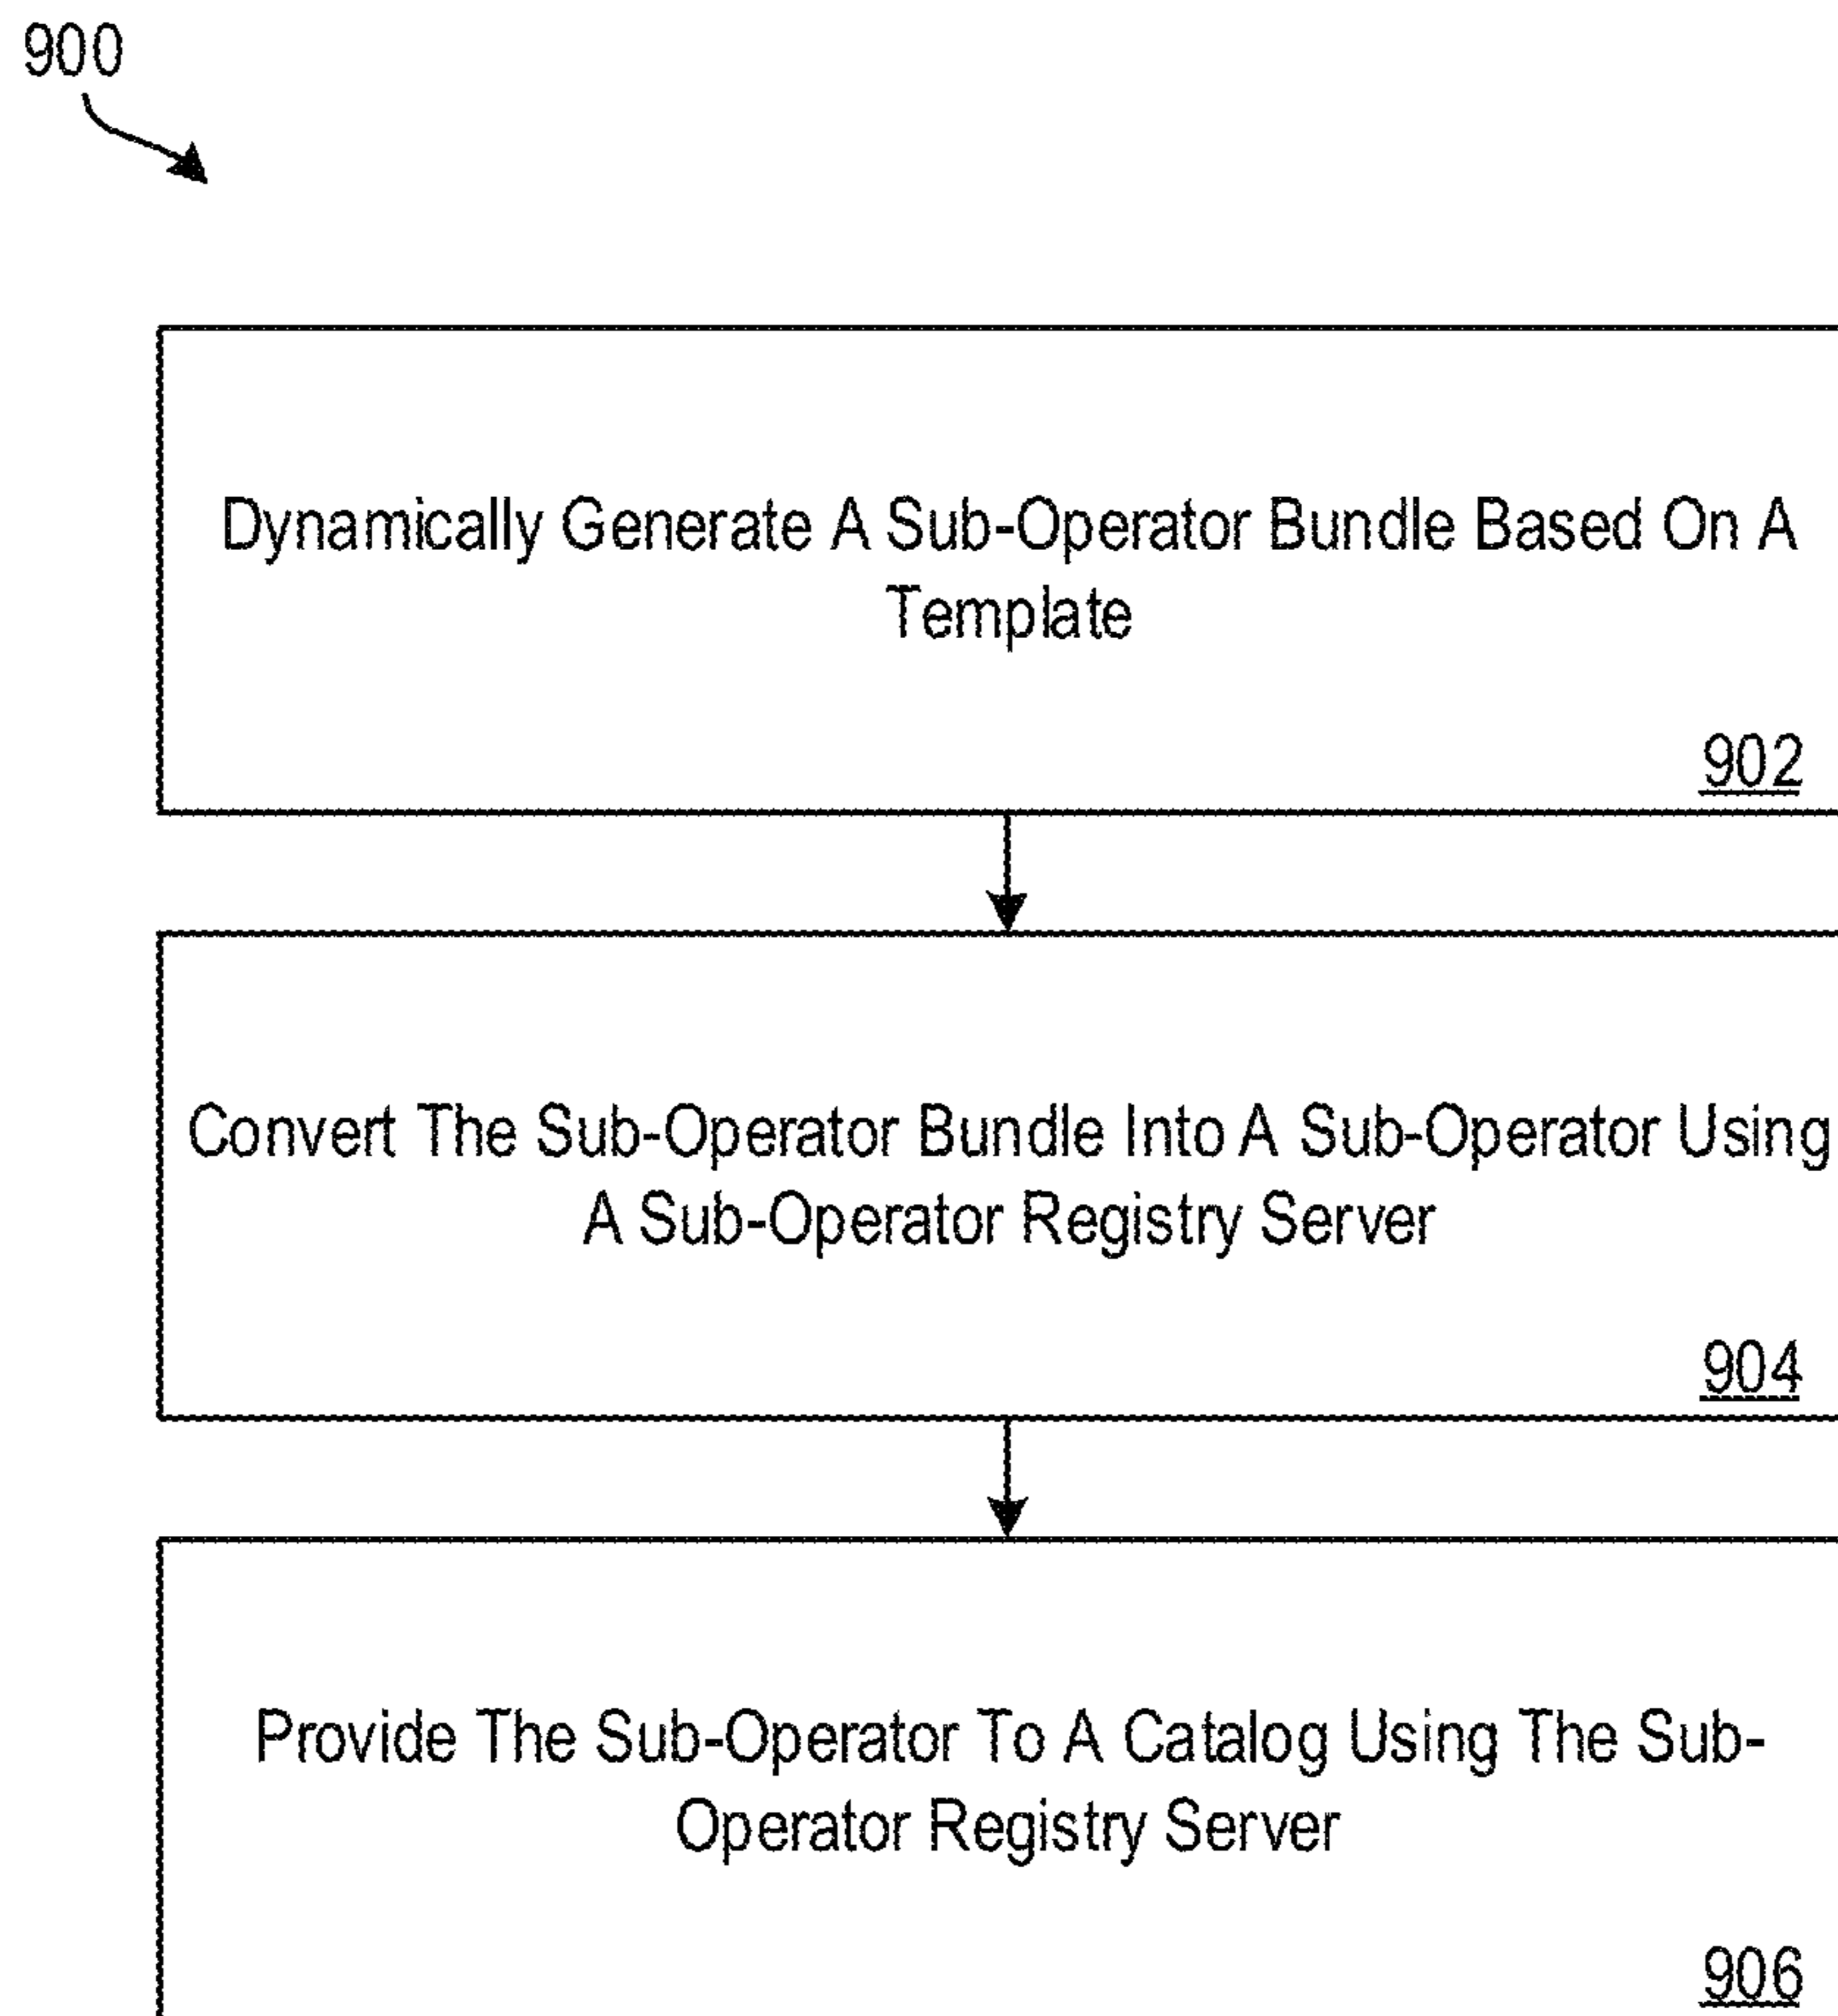 900
Dynamically Generate A Sub-Operator Bundle Based On A
Template
902
Convert The Sub-Operator Bundle Into A Sub-Operator Using
A Sub-Operator Registry Server
904
Provide The Sub-Operator To A Catalog Using The Sub-
Operator Registry Server
906